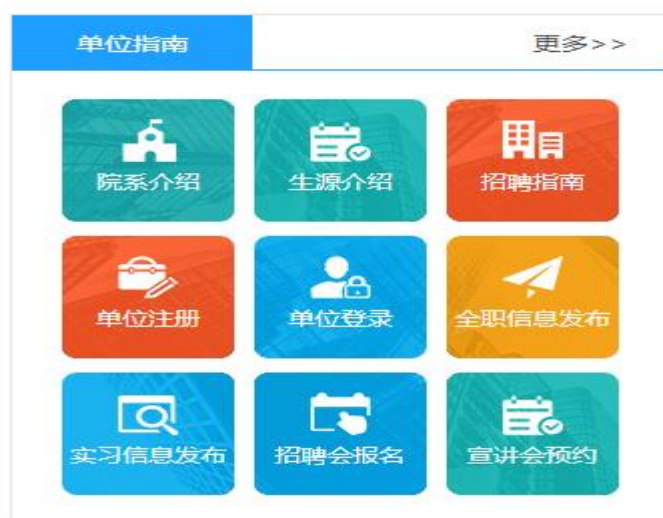 单位指南
更多>>
院系介绍
生源介绍
招聘指南
单位注册
单位登录
全职信息发布
实习信息发布
招聘会报名
宣讲会预约